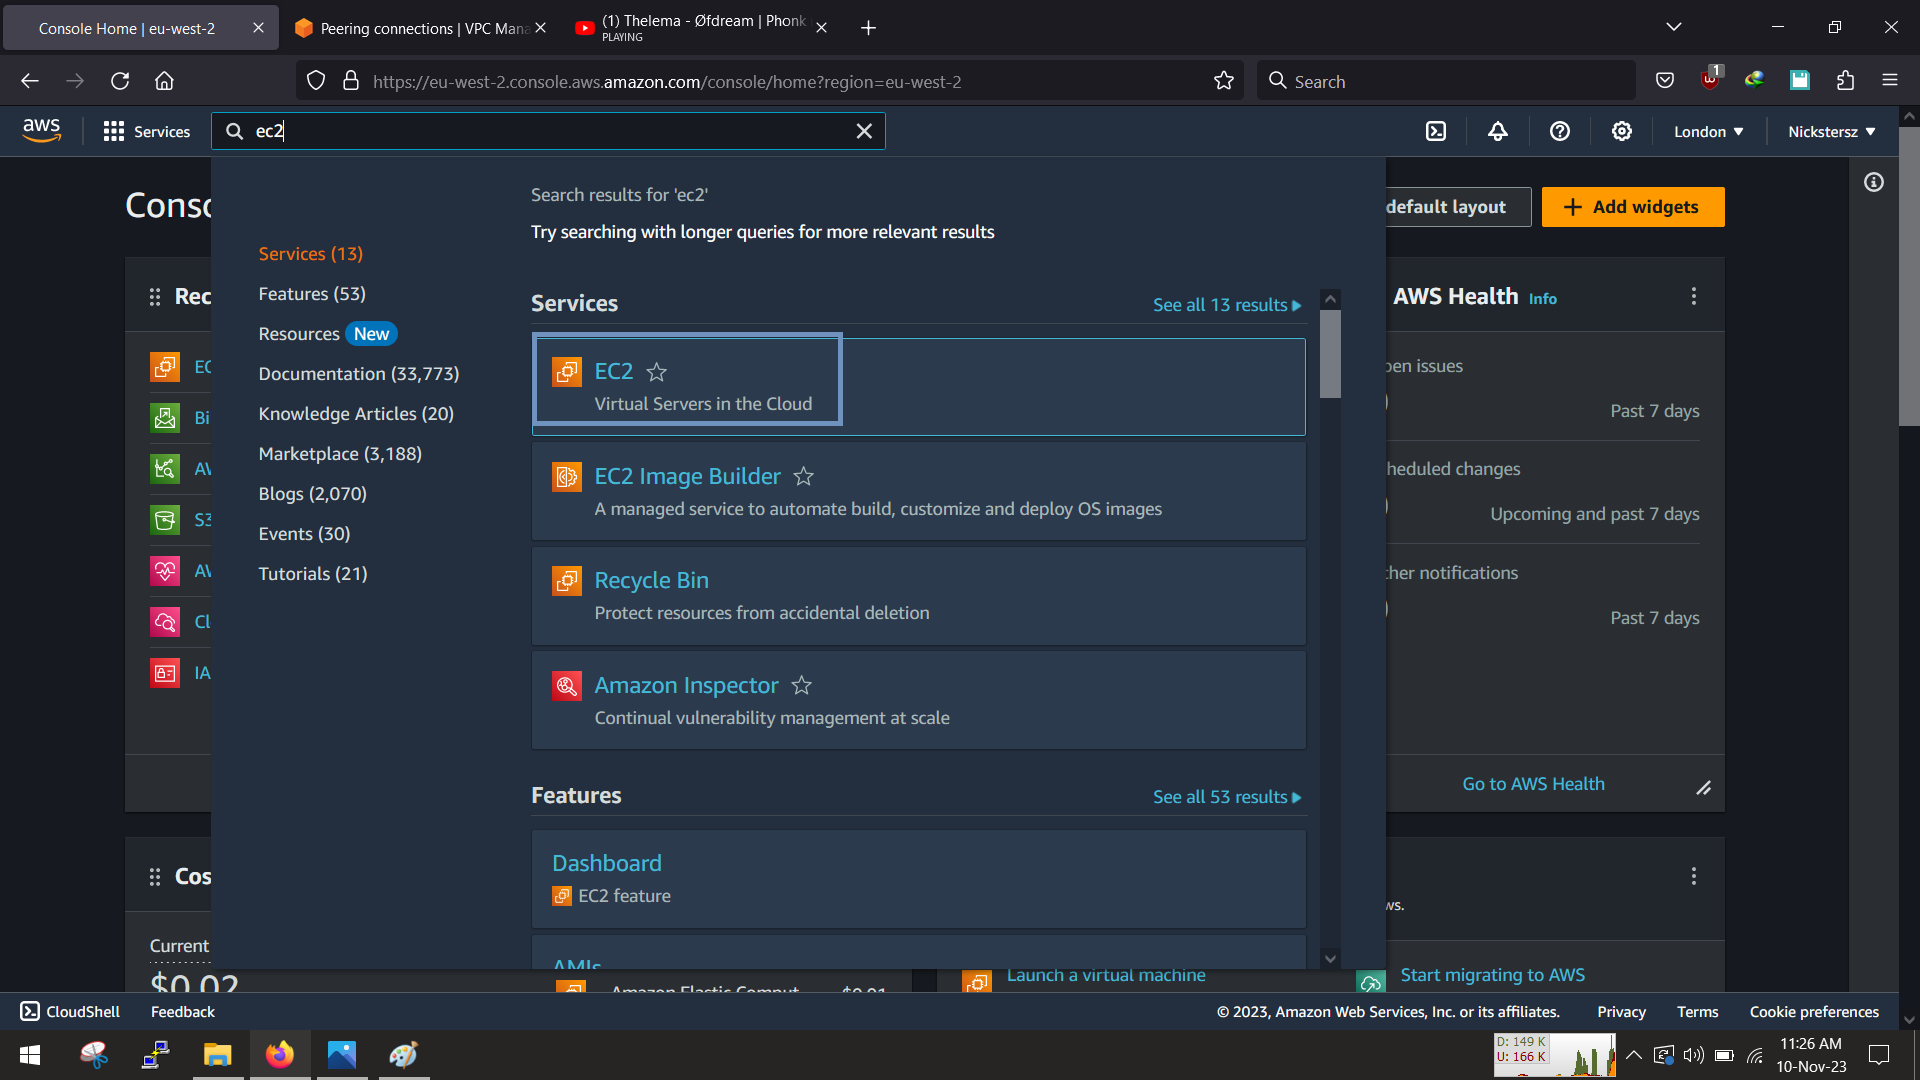 Console Home | eu-west-2
Peering connections | VPC Mana
(1) Thelema - Øfdream | Phonk
PLAYING
https://eu-west-2.console.aws.amazon.com/console/home?region=eu-west-2
Search
1
aws
Services
ec2
London
Nickstersz
Conso
default layout
Add widgets
Search results for 'ec2'
Try searching with longer queries for more relevant results
Services (13)
Features (53)
Resources New
Documentation (33,773)
Knowledge Articles (20)
Marketplace (3,188)
Blogs (2,070)
Events (30)
Tutorials (21)
Services
See all 13 results
EC2
Virtual Servers in the Cloud
EC2 Image Builder
A managed service to automate build, customize and deploy OS images
Recycle Bin
Protect resources from accidental deletion
Amazon Inspector
Continual vulnerability management at scale
Features
See all 53 results
Dashboard
EC2 feature
AMIs
Rec
EC
Bi
AW
S3
AW
Cl
IA
AWS Health Info
pen issues
Past 7 days
heduled changes
Upcoming and past 7 days
ther notifications
Past 7 days
Go to AWS Health
Cos
Current
$0.02
Amazon Elastic Comput
$0.01
ws.
Launch a virtual machine
Start migrating to AWS
CloudShell
Feedback
© 2023, Amazon Web Services, Inc. or its affiliates.
Privacy
Terms
Cookie preferences
D: 149 K
U: 166 K
11:26 AM
10-Nov-23